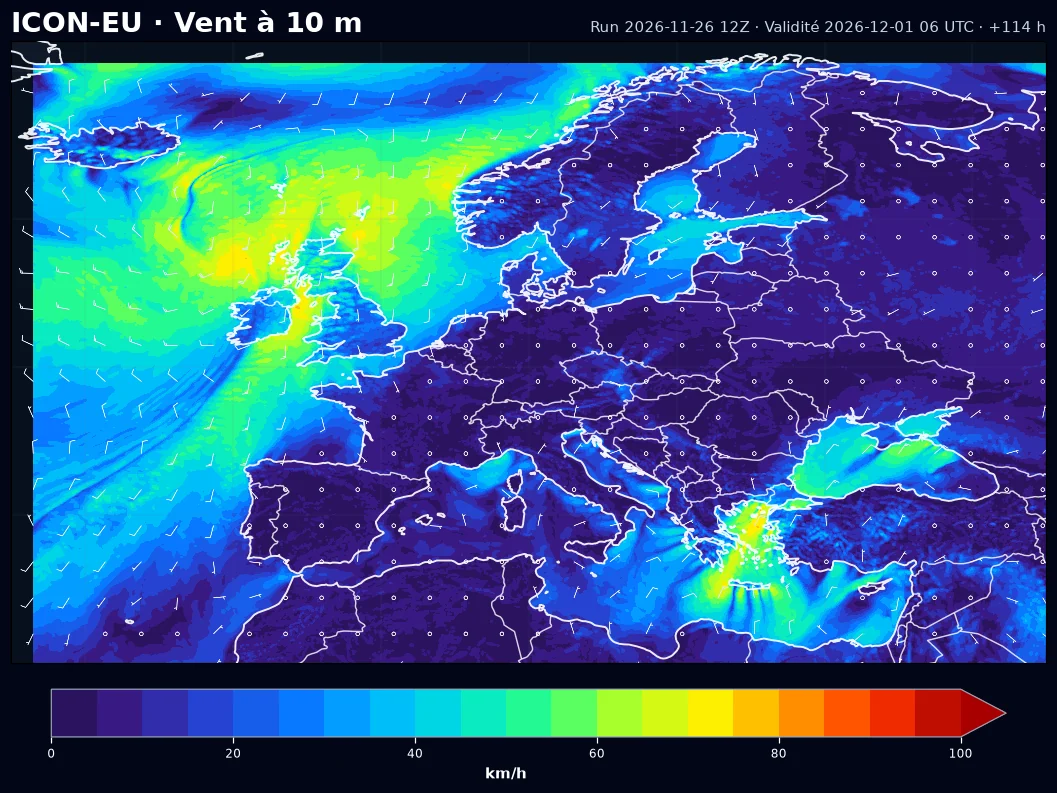 ICON-EU · Vent à 10 m
Run 2026-11-26 12Z · Validité 2026-12-01 06 UTC · +114 h
0 20 40 60 80 100
km/h